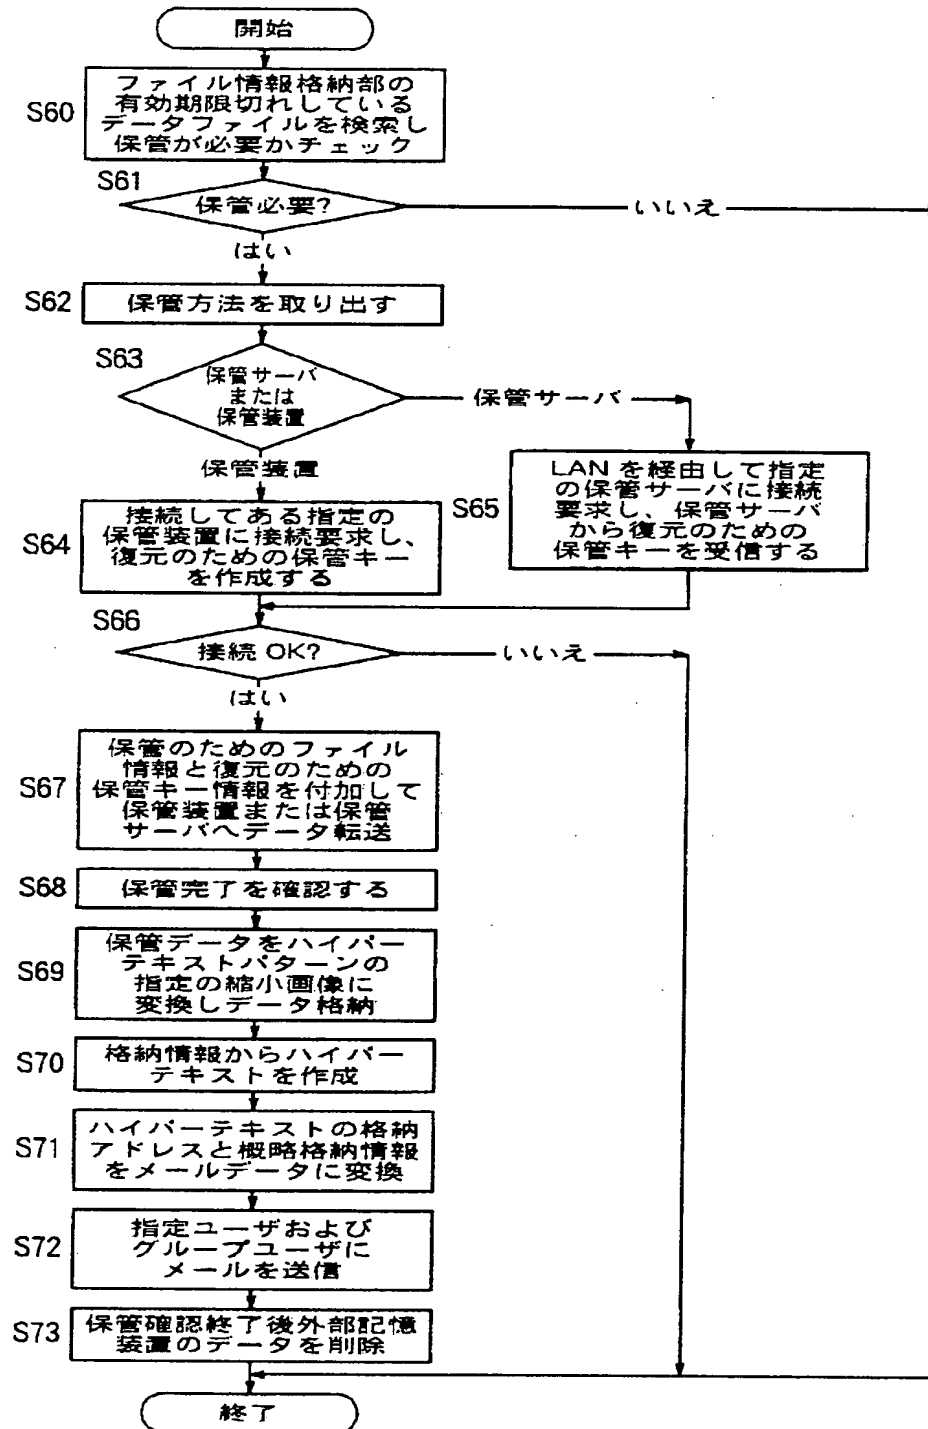 開始
S60
ファイル情報格納部の
有効期限切れしている
データファイルを検索し
保管が必要かチェック
S61
保管必要?
いいえ
はい
S62
保管方法を取り出す
S63
保管サーバ
または
保管装置
保管サーバ
保管装置
S64
接続してある指定の
保管装置に接続要求し、
復元のための保管キー
を作成する
S65
LANを経由して指定
の保管サーバに接続
要求し、保管サーバ
から復元のための
保管キーを受信する
S66
接続 OK?
いいえ
はい
S67
保管のためのファイル
情報と復元のための
保管キー情報を付加して
保管装置または保管
サーバへデータ転送
S68
保管完了を確認する
S69
保管データをハイパー
テキストパターンの
指定の縮小画像に
変換しデータ格納
S70
格納情報からハイパー
テキストを作成
S71
ハイパーテキストの格納
アドレスと概略格納情報
をメールデータに変換
S72
指定ユーザおよび
グループユーザに
メールを送信
S73
保管確認終了後外部記憶
装置のデータを削除
終了